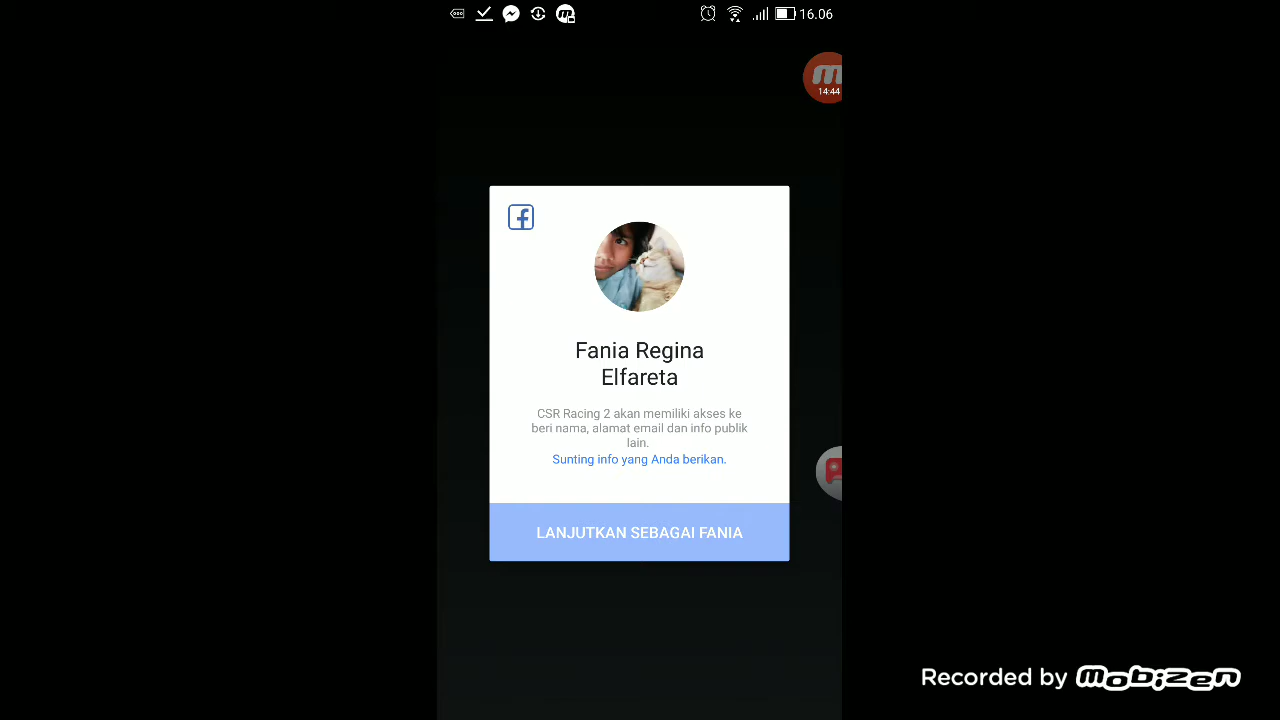 16.06
14:44
Fania Regina
Elfareta
CSR Racing 2 akan memiliki akses ke
beri nama, alamat email dan info publik
lain.
Sunting info yang Anda berikan.
LANJUTKAN SEBAGAI FANIA
Recorded by mobizen